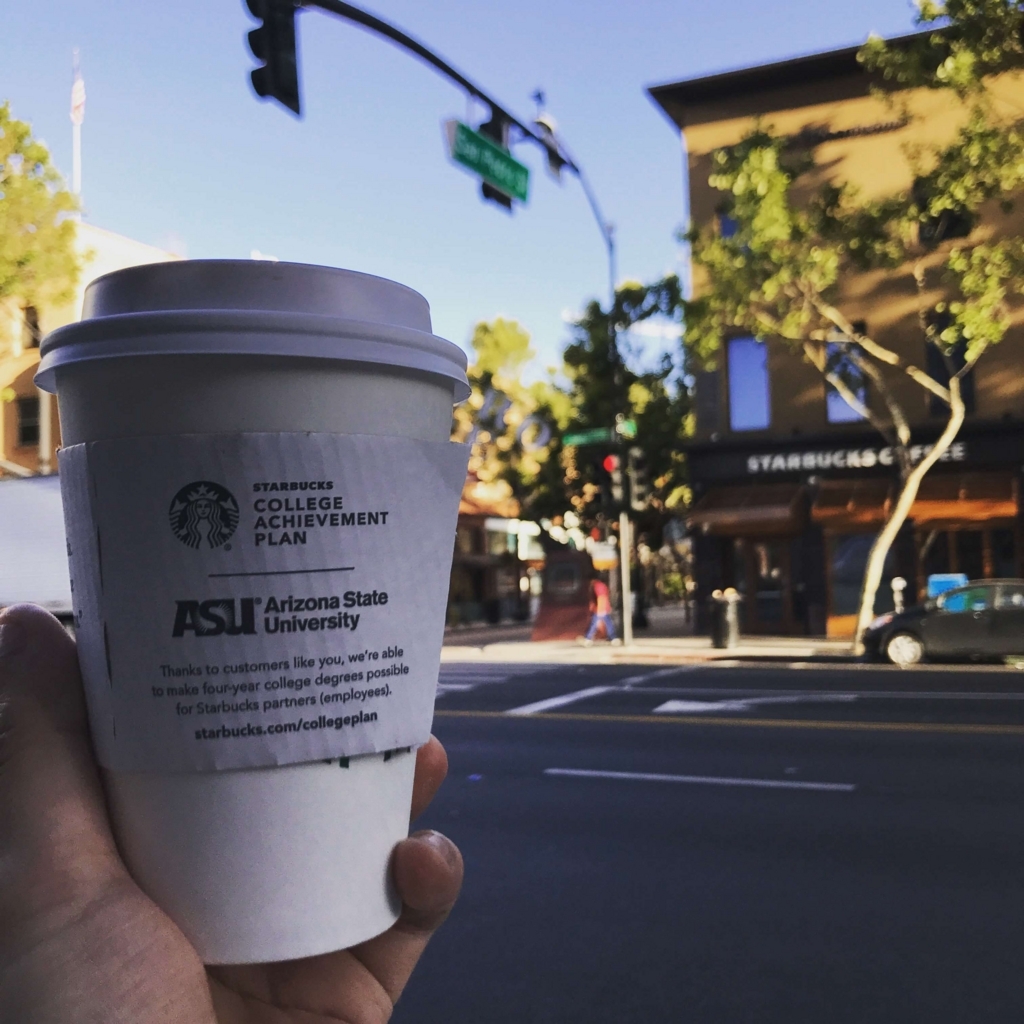 STARBUCKS COFFEE
STARBUCKS
COLLEGE
ACHIEVEMENT
PLAN
ASU® Arizona State
University
Thanks to customers like you, we're able
to make four-year college degrees possible
for Starbucks partners (employees).
starbucks.com/collegeplan